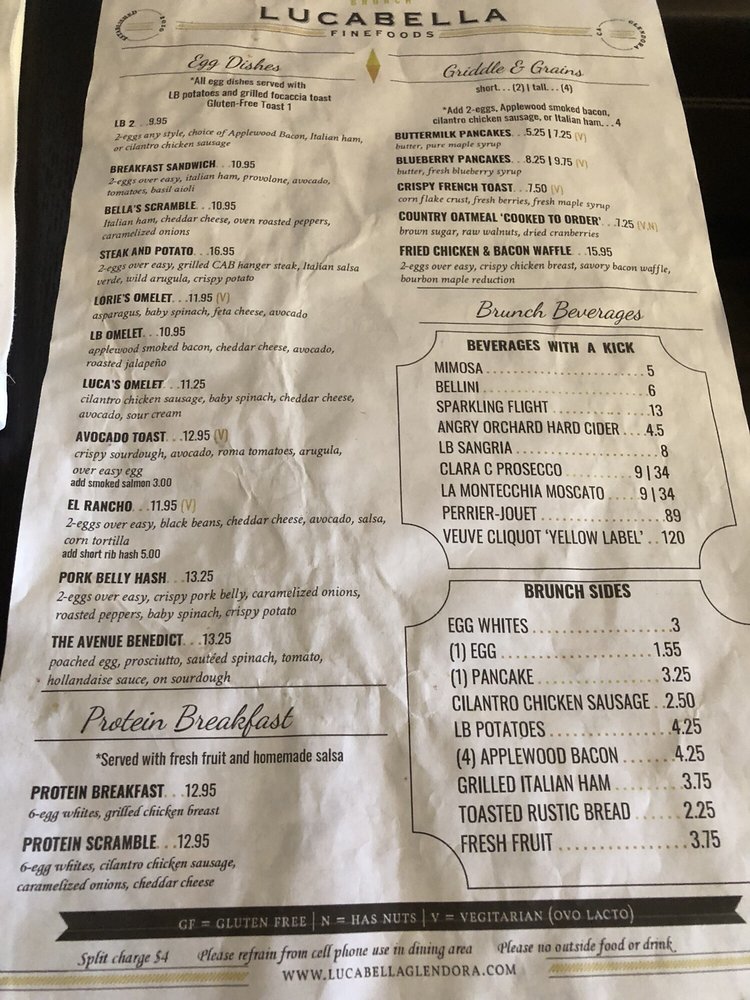 BRUNCH
LUCABELLA
FINEFOODS
ESTABLISHED
2010
GLENDORA
CA
Egg Dishes
*All egg dishes served with
LB potatoes and grilled focaccia toast
Gluten-Free Toast 1
LB 2. . .9.95
2-eggs any style, choice of Applewood Bacon, Italian ham,
or cilantro chicken sausage
BREAKFAST SANDWICH. . .10.95
2-eggs over easy, italian ham, provolone, avocado,
tomatoes, basil aioli
BELLA'S SCRAMBLE. . .10.95
Italian ham, cheddar cheese, oven roasted peppers,
caramelized onions
STEAK AND POTATO. . .16.95
2-eggs over easy, grilled CAB hanger steak, Italian salsa
verde, wild arugula, crispy potato
LORIE'S OMELET. . .11.95 (V)
asparagus, baby spinach, feta cheese, avocado
LB OMELET. . .10.95
applewood smoked bacon, cheddar cheese, avocado,
roasted jalapeño
LUCA'S OMELET. . .11.25
cilantro chicken sausage, baby spinach, cheddar cheese,
avocado, sour cream
AVOCADO TOAST. . .12.95 (V)
crispy sourdough, avocado, roma tomatoes, arugula,
over easy egg
add smoked salmon 3.00
EL RANCHO. . .11.95 (V)
2-eggs over easy, black beans, cheddar cheese, avocado, salsa,
corn tortilla
add short rib hash 5.00
PORK BELLY HASH. . .13.25
2-eggs over easy, crispy pork belly, caramelized onions,
roasted peppers, baby spinach, crispy potato
THE AVENUE BENEDICT. . .13.25
poached egg, prosciutto, sautéed spinach, tomato,
hollandaise sauce, on sourdough
Protein Breakfast
*Served with fresh fruit and homemade salsa
PROTEIN BREAKFAST. . .12.95
6-egg whites, grilled chicken breast
PROTEIN SCRAMBLE. . .12.95
6-egg whites, cilantro chicken sausage,
caramelized onions, cheddar cheese
Griddle & Grains
short. . . (2) | tall. . . (4)
*Add 2-eggs, Applewood smoked bacon,
cilantro chicken sausage, or Italian ham. . . 4
BUTTERMILK PANCAKES. . .5.25 | 7.25 (V)
butter, pure maple syrup
BLUEBERRY PANCAKES. . .8.25 | 9.75 (V)
butter, fresh blueberry syrup
CRISPY FRENCH TOAST. . .7.50 (V)
corn flake crust, fresh berries, fresh maple syrup
COUNTRY OATMEAL 'COOKED TO ORDER'. . .7.25 (V,N)
brown sugar, raw walnuts, dried cranberries
FRIED CHICKEN & BACON WAFFLE. . .15.95
2-eggs over easy, crispy chicken breast, savory bacon waffle,
bourbon maple reduction
Brunch Beverages
BEVERAGES WITH A KICK
MIMOSA . . . . . . . . . . 5
BELLINI . . . . . . . . . . 6
SPARKLING FLIGHT . . . . . . . . . . 13
ANGRY ORCHARD HARD CIDER . . . . 4.5
LB SANGRIA . . . . . . . . . . 8
CLARA C PROSECCO . . . . . . . 9 | 34
LA MONTECCHIA MOSCATO . . . . . 9 | 34
PERRIER-JOUET . . . . . . . . . . 89
VEUVE CLIQUOT 'YELLOW LABEL' . . 120
BRUNCH SIDES
EGG WHITES . . . . . . . . . . 3
(1) EGG . . . . . . . . . . 1.55
(1) PANCAKE . . . . . . . . . . 3.25
CILANTRO CHICKEN SAUSAGE . . 2.50
LB POTATOES . . . . . . . . . . 4.25
(4) APPLEWOOD BACON . . . . . . 4.25
GRILLED ITALIAN HAM . . . . . . 3.75
TOASTED RUSTIC BREAD . . . . . 2.25
FRESH FRUIT . . . . . . . . . . 3.75
GF = GLUTEN FREE | N = HAS NUTS | V = VEGITARIAN (OVO LACTO)
Split charge $4 Please refrain from cell phone use in dining area Please no outside food or drink
WWW.LUCABELLAGLENDORA.COM